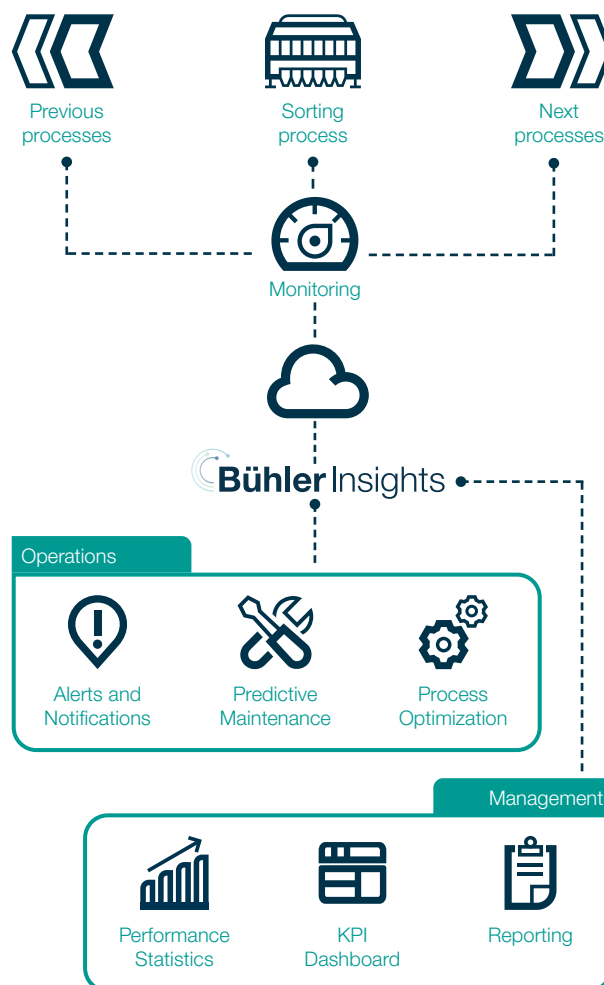 Previous
processes
Sorting
process
Next
processes
Monitoring
Bühler Insights
Operations
Alerts and
Notifications
Predictive
Maintenance
Process
Optimization
Management
Performance
Statistics
KPI
Dashboard
Reporting